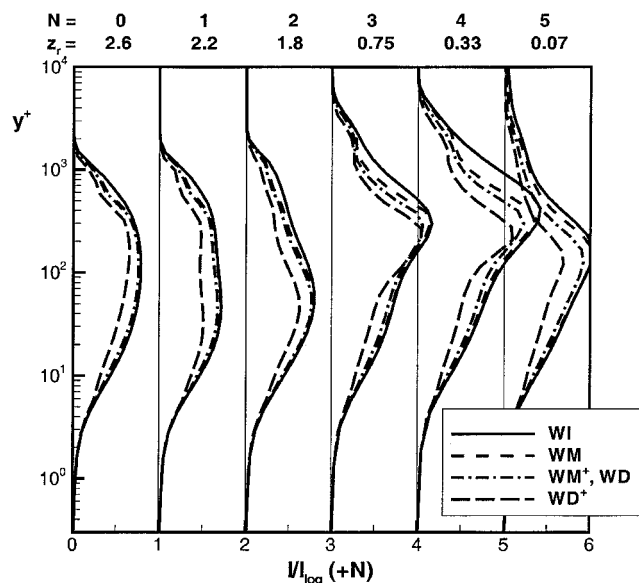 N = 0 1 2 3 4 5
z_r = 2.6 2.2 1.8 0.75 0.33 0.07
10^4
y^+
10^3
10^2
10^1
10^0
WI
WM
WM^+, WD
WD^+
0 1 2 3 4 5 6
l/l_log (+N)